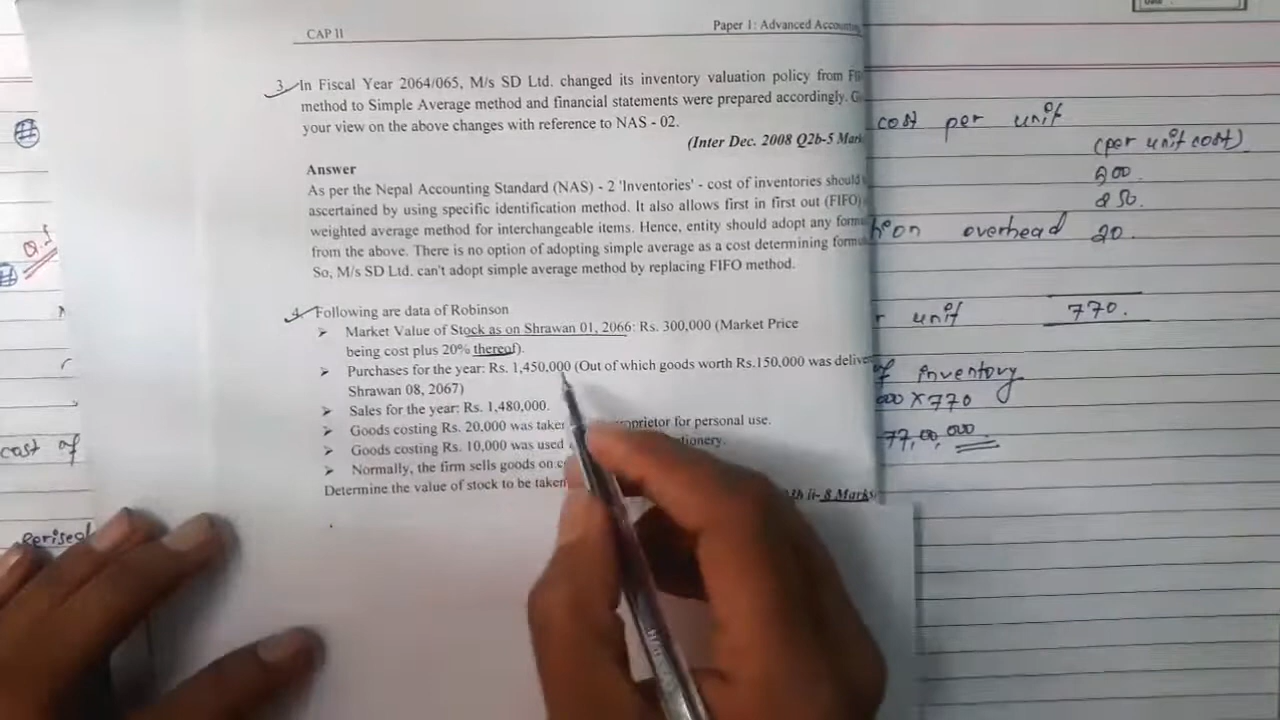 CAP II
Paper 1: Advanced
3. In Fiscal Year 2064/065, M/s SD Ltd. changed its inventory valuation policy from
method to Simple Average method and financial statements were prepared accordingly.
your view on the above changes with reference to NAS - 02.
(Inter Dec. 2008 Q2b-5
Answer
As per the Nepal Accounting Standard (NAS) - 2 'Inventories' - cost of inventories should
ascertained by using specific identification method. It also allows first in first out (FIFO)
weighted average method for interchangeable items. Hence, entity should adopt any
from the above. There is no option of adopting simple average as a cost determining
So, M/s SD Ltd. can't adopt simple average method by replacing FIFO method.
4. Following are data of Robinson
➢ Market Value of Stock as on Shrawan 01, 2066: Rs. 300,000 (Market Price
being cost plus 20% thereof).
➢ Purchases for the year: Rs. 1,450,000 (Out of which goods worth Rs.150,000 was
Shrawan 08, 2067)
➢ Sales for the year: Rs. 1,480,000.
➢ Goods costing Rs. 20,000 was for personal use.
➢ Goods costing Rs. 10,000 was used
➢ Normally, the firm sells goods on
Determine the value of stock to be taken
8 Marks
cost per unit
(per unit cost)
250.
overhead 20.
unit 770.
of inventory
X 770
77,00,000
cost of